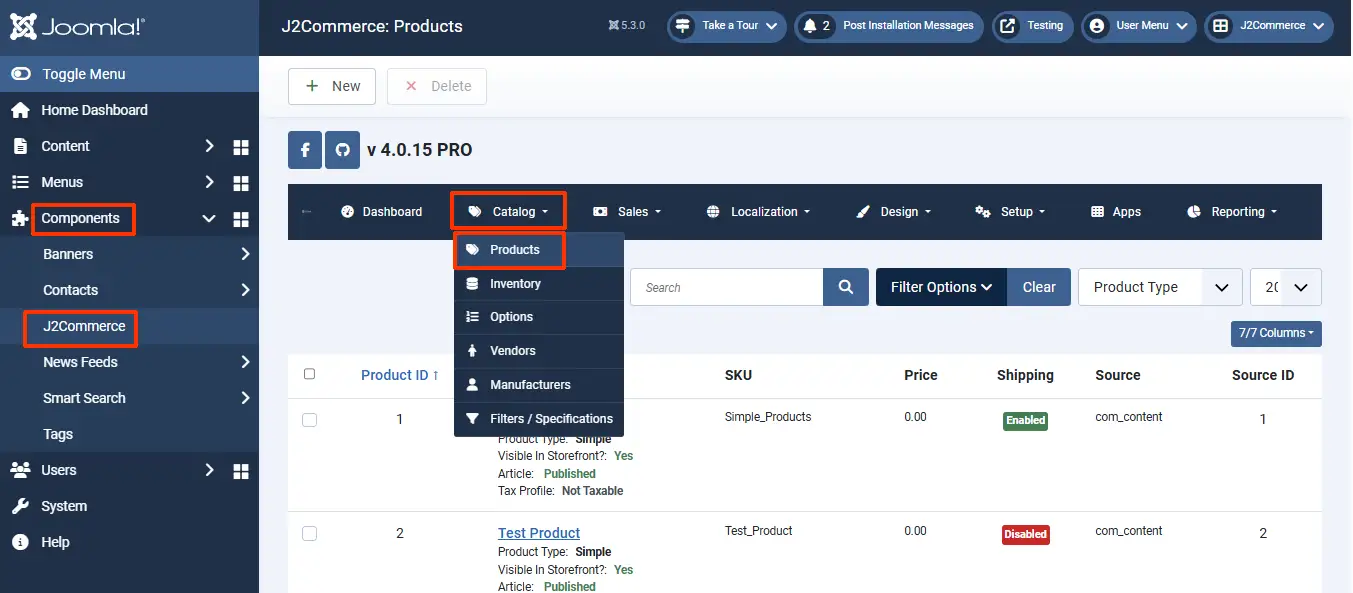 Joomla!
J2Commerce: Products
5.3.0
Take a Tour
2 Post Installation Messages
Testing
User Menu
J2Commerce
Toggle Menu
Home Dashboard
Content
Menus
Components
Banners
Contacts
J2Commerce
News Feeds
Smart Search
Tags
Users
System
Help
New
Delete
v 4.0.15 PRO
Dashboard
Catalog
Sales
Localization
Design
Setup
Apps
Reporting
Products
Inventory
Options
Vendors
Manufacturers
Filters / Specifications
Search
Filter Options
Clear
Product Type
7/7 Columns
Product ID ↑
SKU
Price
Shipping
Source
Source ID
1
Product Type: Simple
Visible In Storefront?: Yes
Article: Published
Tax Profile: Not Taxable
Simple_Products
0.00
Enabled
com_content
1
2
Test Product
Product Type: Simple
Visible In Storefront?: Yes
Article: Published
Test_Product
0.00
Disabled
com_content
2